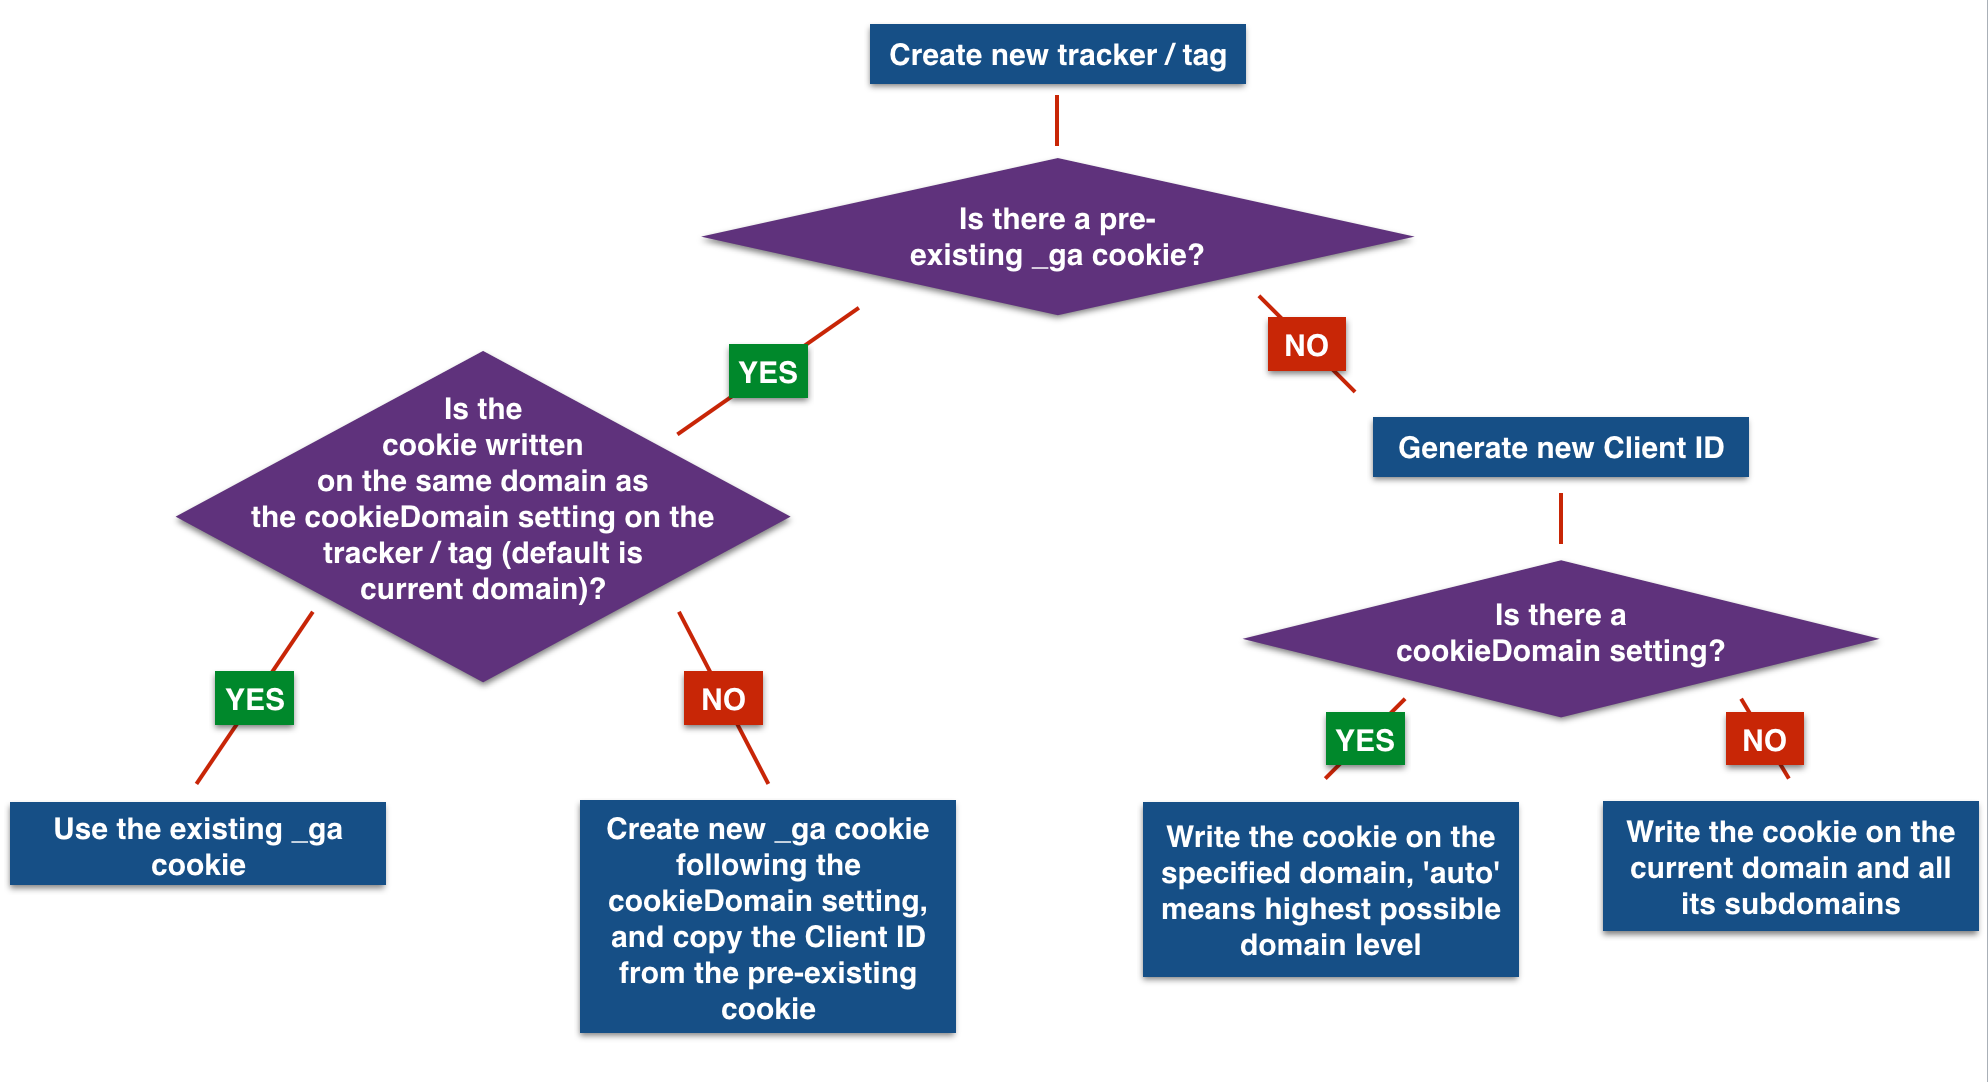 Create new tracker / tag
Is there a pre-
existing _ga cookie?
YES
NO
Is the
cookie written
on the same domain as
the cookieDomain setting on the
tracker / tag (default is
current domain)?
Generate new Client ID
Is there a
cookieDomain setting?
YES
NO
YES
NO
Use the existing _ga
cookie
Create new _ga cookie
following the
cookieDomain setting,
and copy the Client ID
from the pre-existing
cookie
Write the cookie on the
specified domain, 'auto'
means highest possible
domain level
Write the cookie on the
current domain and all
its subdomains